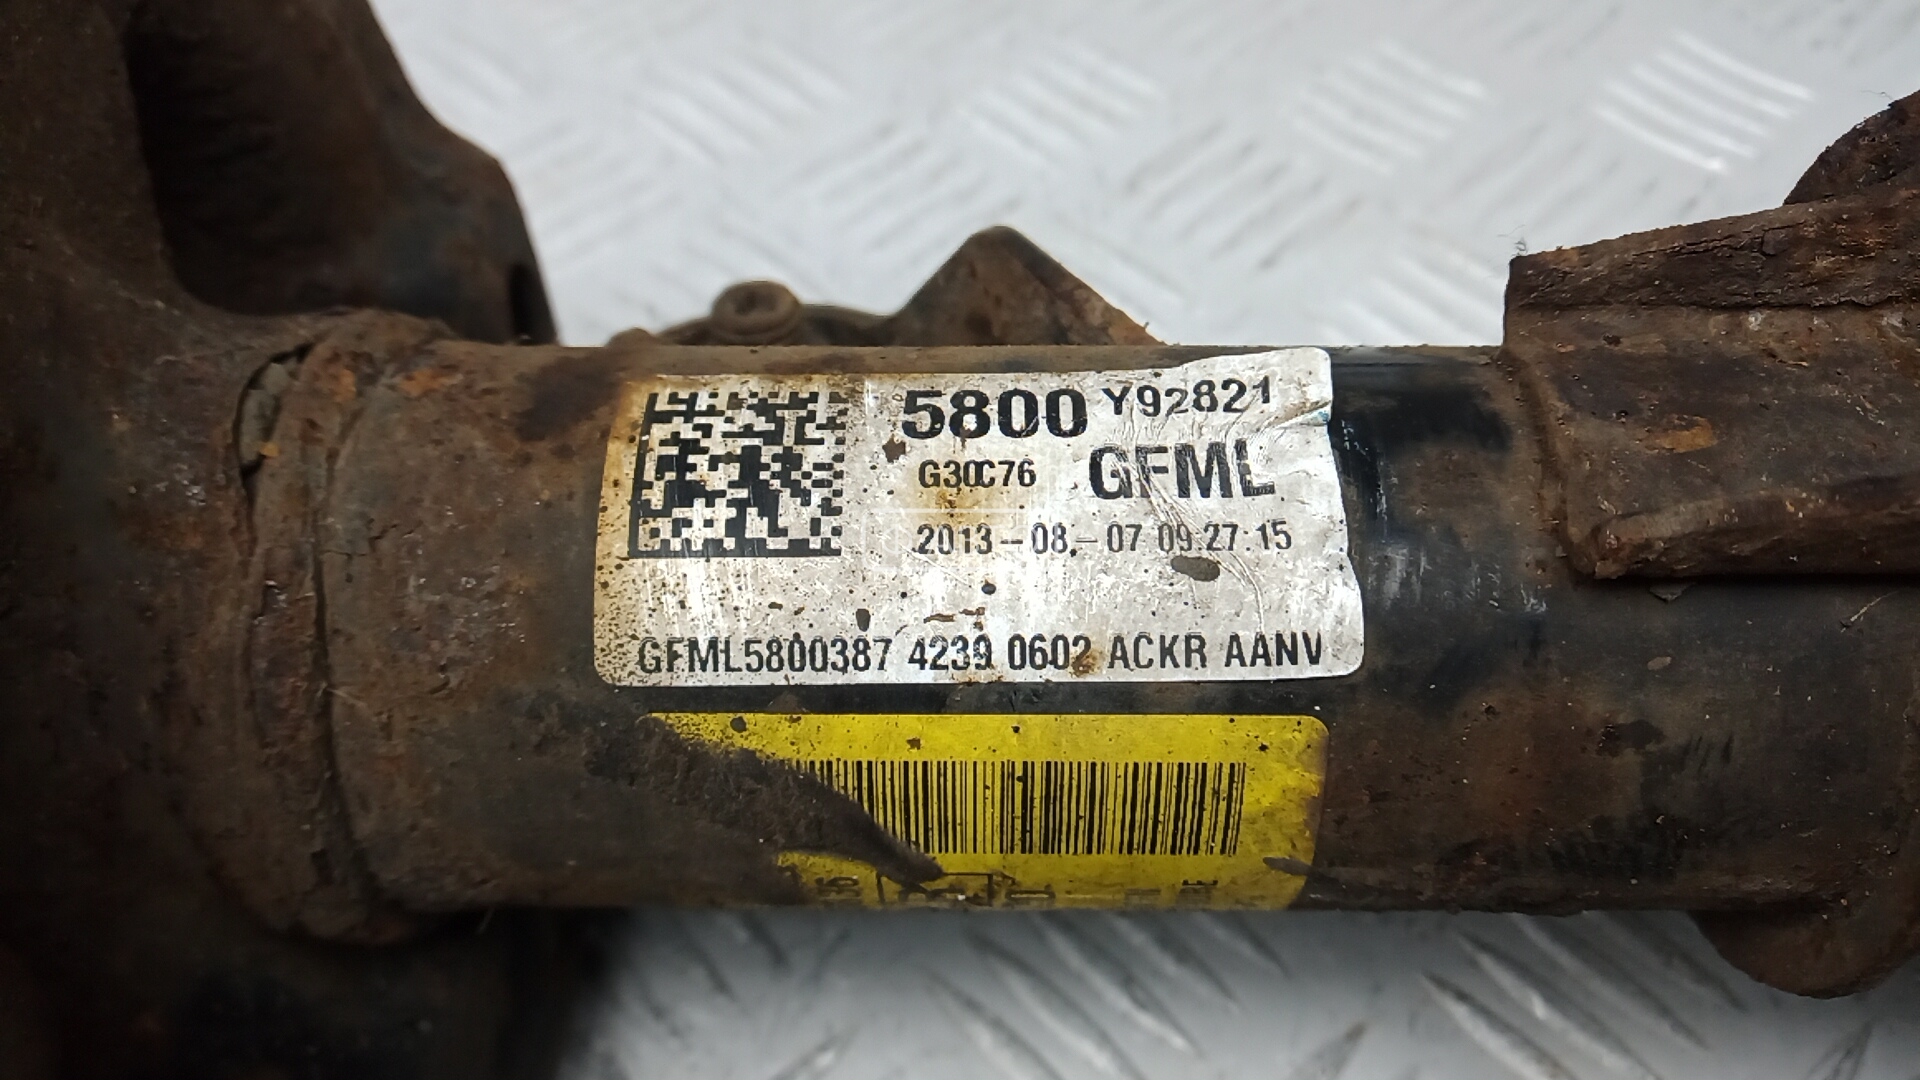 5800 Y92821
G30C76 GFML
2013-08-07 09.27.15
GFML5800387 4239 0602 ACKR AANV